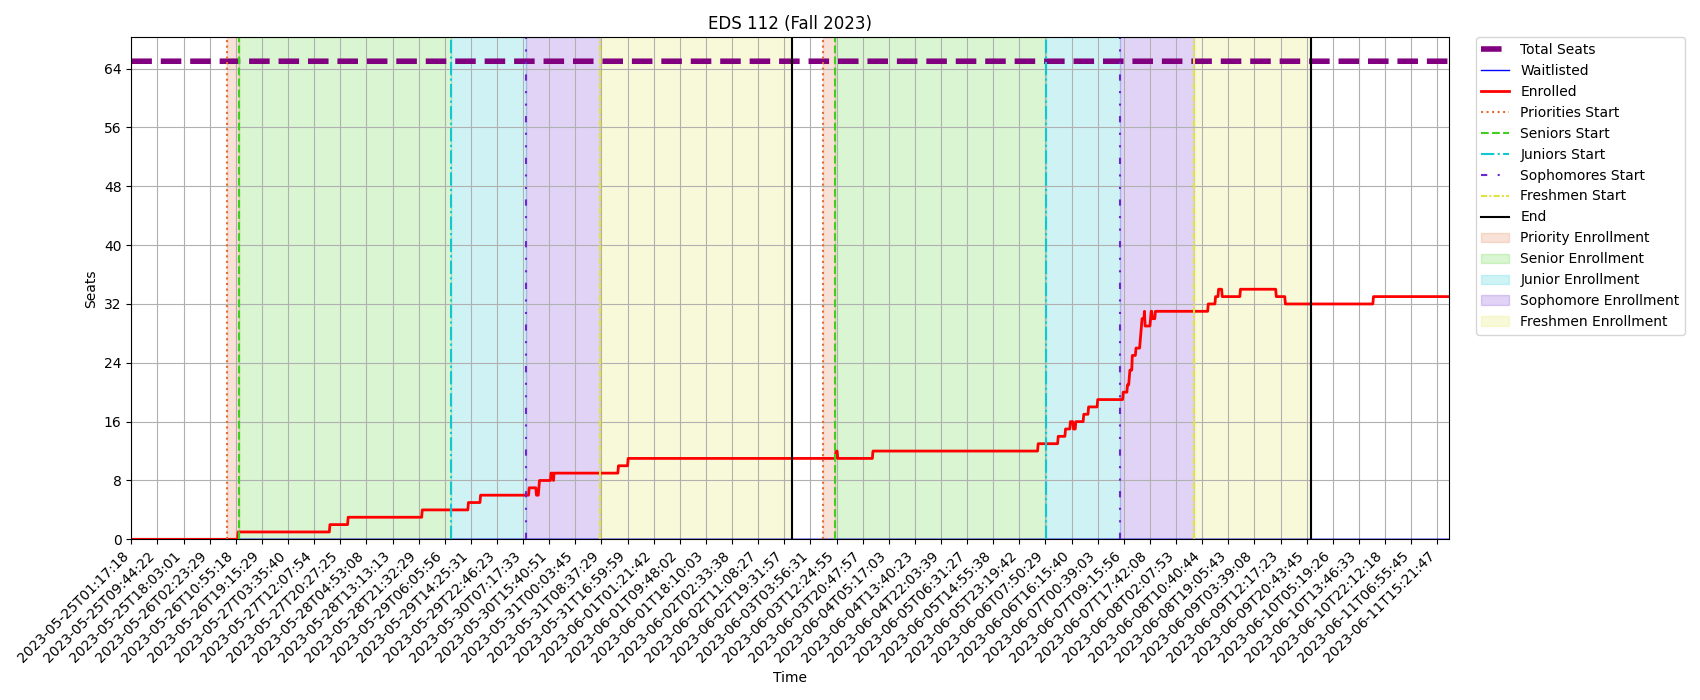 EDS 112 (Fall 2023)
Total Seats
Waitlisted
Enrolled
Priorities Start
Seniors Start
Juniors Start
Sophomores Start
Freshmen Start
End
Priority Enrollment
Senior Enrollment
Junior Enrollment
Sophomore Enrollment
Freshmen Enrollment
Seats
64
56
48
40
32
24
16
8
0
2023-05-25T01:17:18
2023-05-25T09:44:22
2023-05-25T18:03:01
2023-05-26T02:23:29
2023-05-26T10:55:18
2023-05-26T19:15:29
2023-05-27T03:35:40
2023-05-27T12:07:54
2023-05-27T20:27:25
2023-05-28T04:53:08
2023-05-28T13:13:13
2023-05-28T21:32:29
2023-05-29T06:05:56
2023-05-29T14:25:31
2023-05-29T22:46:23
2023-05-30T07:17:33
2023-05-30T15:40:51
2023-05-31T00:03:45
2023-05-31T08:37:29
2023-05-31T16:59:59
2023-06-01T01:21:42
2023-06-01T09:48:02
2023-06-01T18:10:03
2023-06-02T02:33:38
2023-06-02T11:08:27
2023-06-02T19:31:57
2023-06-03T03:56:31
2023-06-03T12:24:55
2023-06-03T20:47:57
2023-06-04T05:17:03
2023-06-04T13:40:23
2023-06-04T22:03:39
2023-06-05T06:31:27
2023-06-05T14:55:38
2023-06-05T23:19:42
2023-06-06T07:50:29
2023-06-06T16:15:40
2023-06-07T00:39:03
2023-06-07T09:15:56
2023-06-07T17:42:08
2023-06-08T02:07:53
2023-06-08T10:40:44
2023-06-08T19:05:43
2023-06-09T03:39:08
2023-06-09T12:17:23
2023-06-09T20:43:45
2023-06-10T05:19:26
2023-06-10T13:46:33
2023-06-10T22:12:18
2023-06-11T06:55:45
2023-06-11T15:21:47
Time